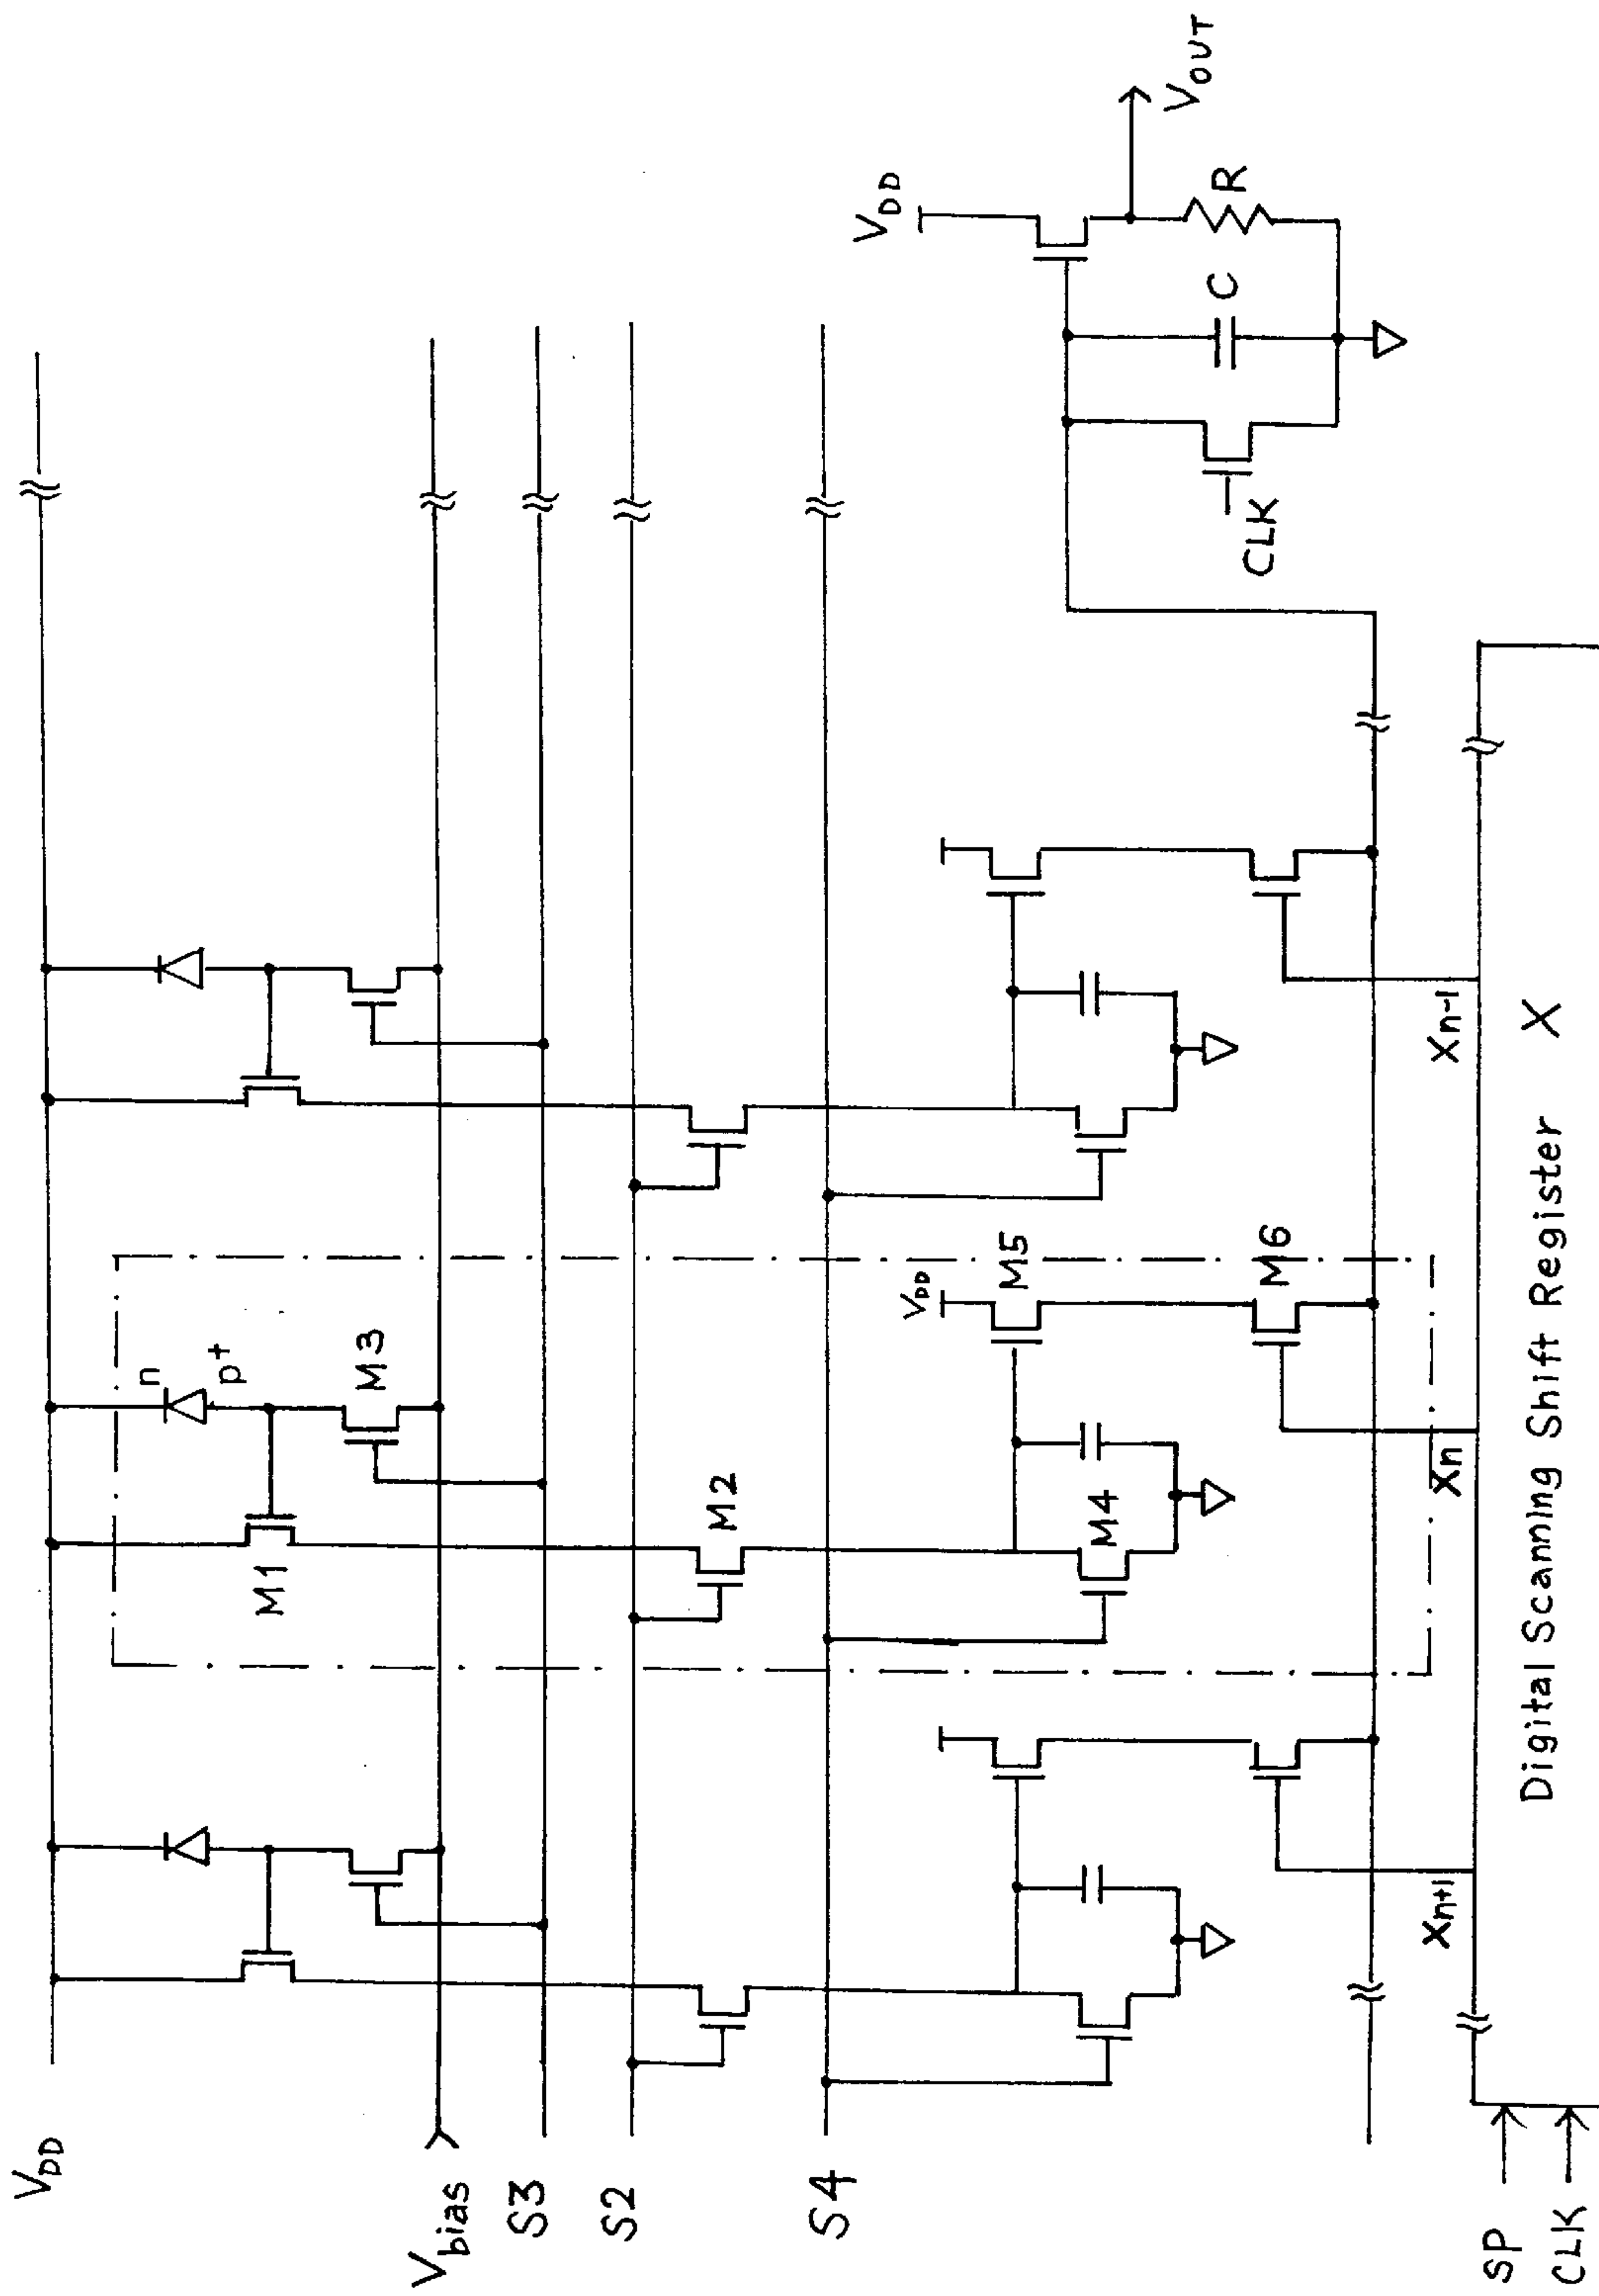 V_DD
V_bias
S3
S2
S4
SP
CLK
n
p+
M3
M1
M2
V_DD
M5
M4
M6
X_n+1
X_n
X_n-1
Digital Scanning Shift Register X
V_DD
V_OUT
R
C
CLK